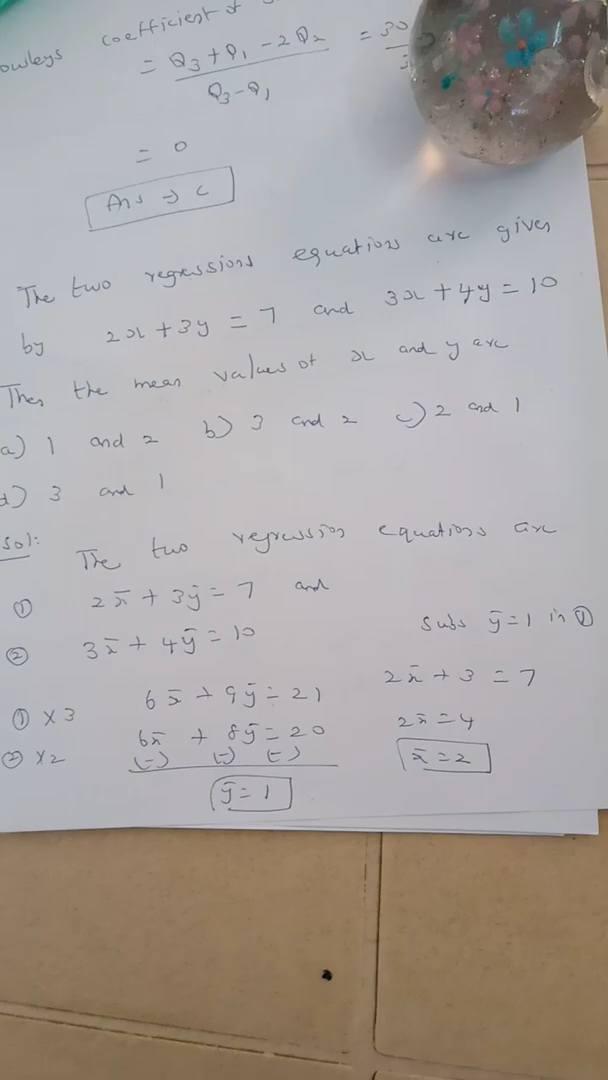 owleys coefficient of
= Q₃ + Q₁ - 2Q₂ / Q₃ - Q₁ = 30
= 0
Ans → c
The two regressions equations are given
by 2x + 3y = 7 and 3x + 4y = 10
Then the mean values of x and y are
a) 1 and 2 b) 3 and 2 c) 2 and 1
d) 3 and 1
Sol: The two regression equations are
① 2x̄ + 3ȳ = 7 and
② 3x̄ + 4ȳ = 10
① × 3 6x̄ + 9ȳ = 21
② × 2 6x̄ + 8ȳ = 20
(-) (-) (-)
ȳ = 1
Subs ȳ = 1 in ①
2x̄ + 3 = 7
2x̄ = 4
x̄ = 2